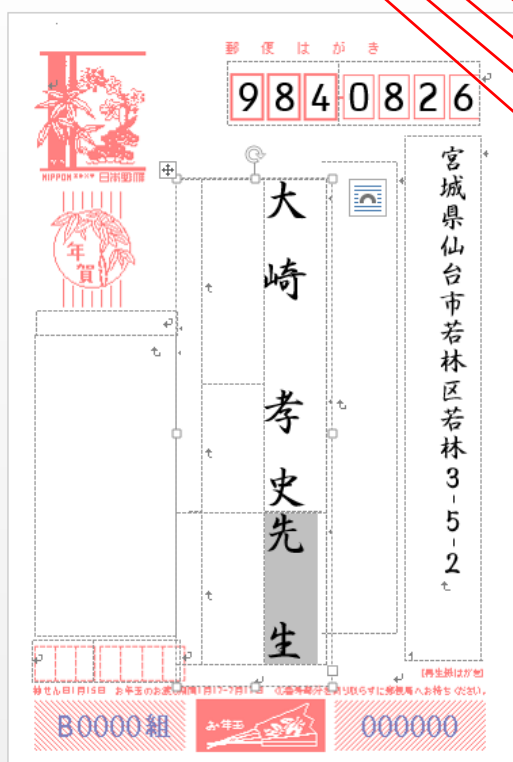 郵便はがき
984 0826
NIPPON 日本郵便
年賀
宮城県仙台市若林区若林3-5-2
大崎 孝史先生
[再生紙はがき]
B0000組
お年玉
000000